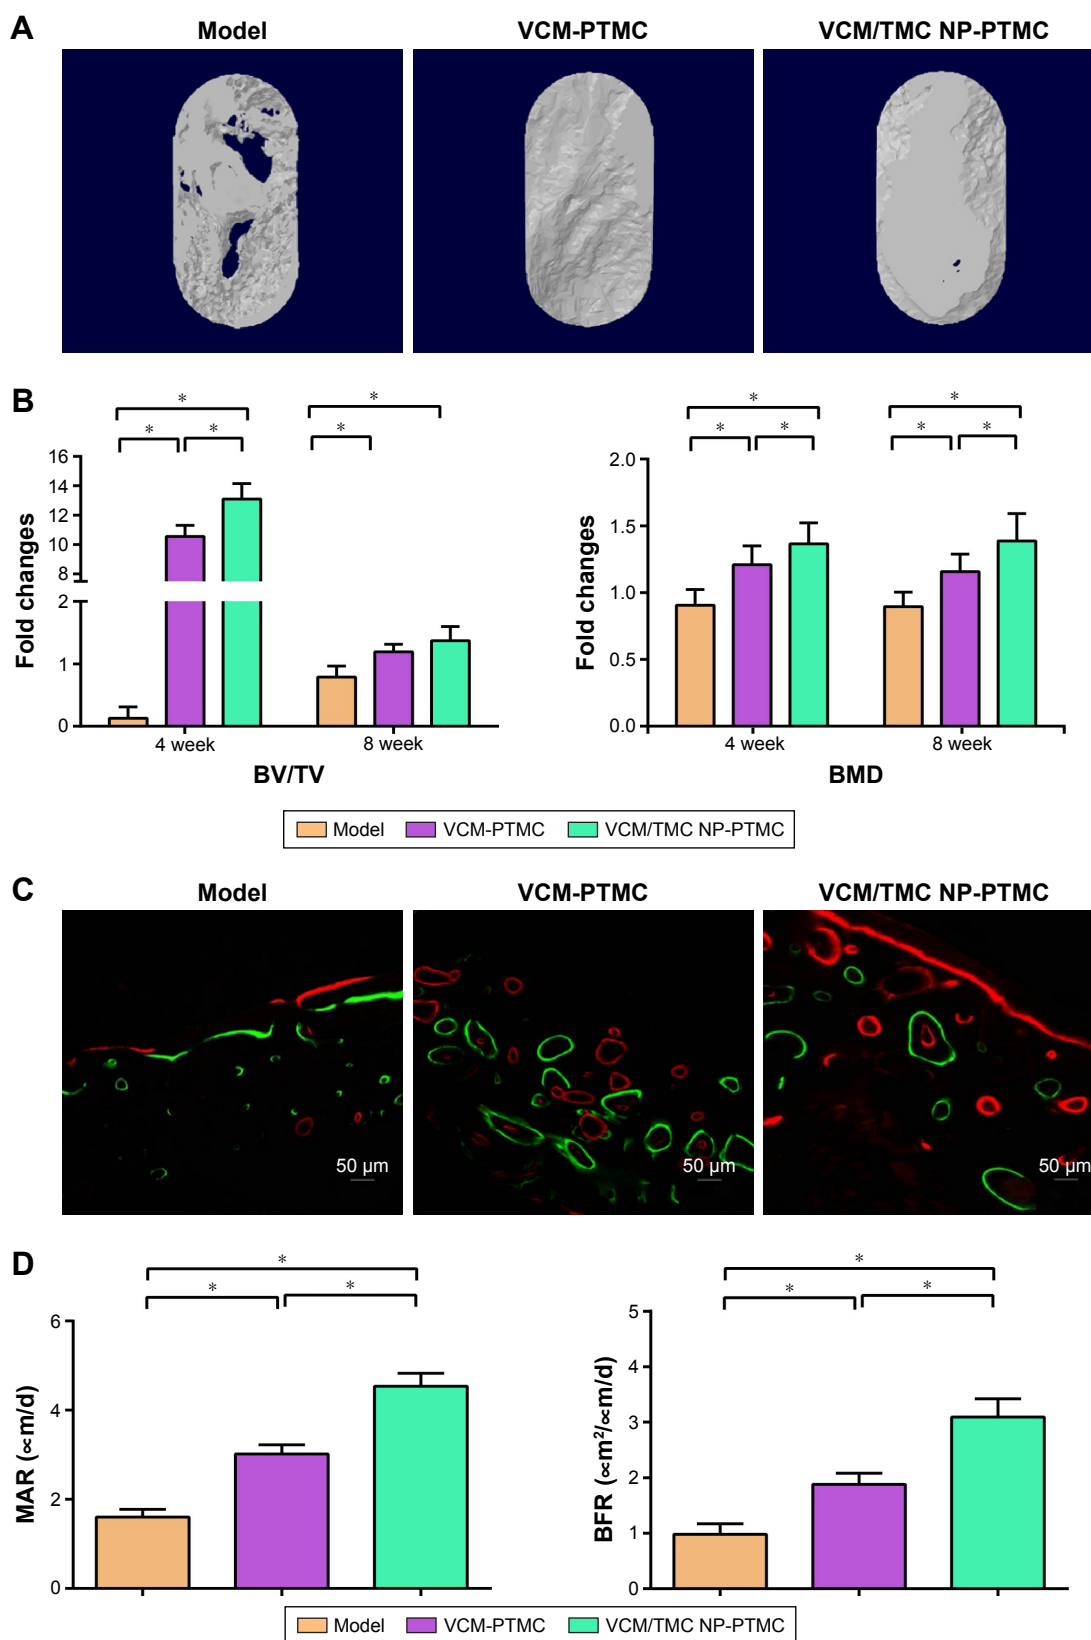 A
Model
VCM-PTMC
VCM/TMC NP-PTMC
B
* * * * *
Fold changes
16
14
12
10
8
2
1
0
4 week
8 week
BV/TV
* * * * * *
Fold changes
2.0
1.5
1.0
0.5
0.0
4 week
8 week
BMD
Model
VCM-PTMC
VCM/TMC NP-PTMC
C
Model
VCM-PTMC
VCM/TMC NP-PTMC
50 µm
50 µm
50 µm
D
* * *
MAR (∝m/d)
6
4
2
0
* * *
BFR (∝m²/∝m/d)
5
4
3
2
1
0
Model
VCM-PTMC
VCM/TMC NP-PTMC